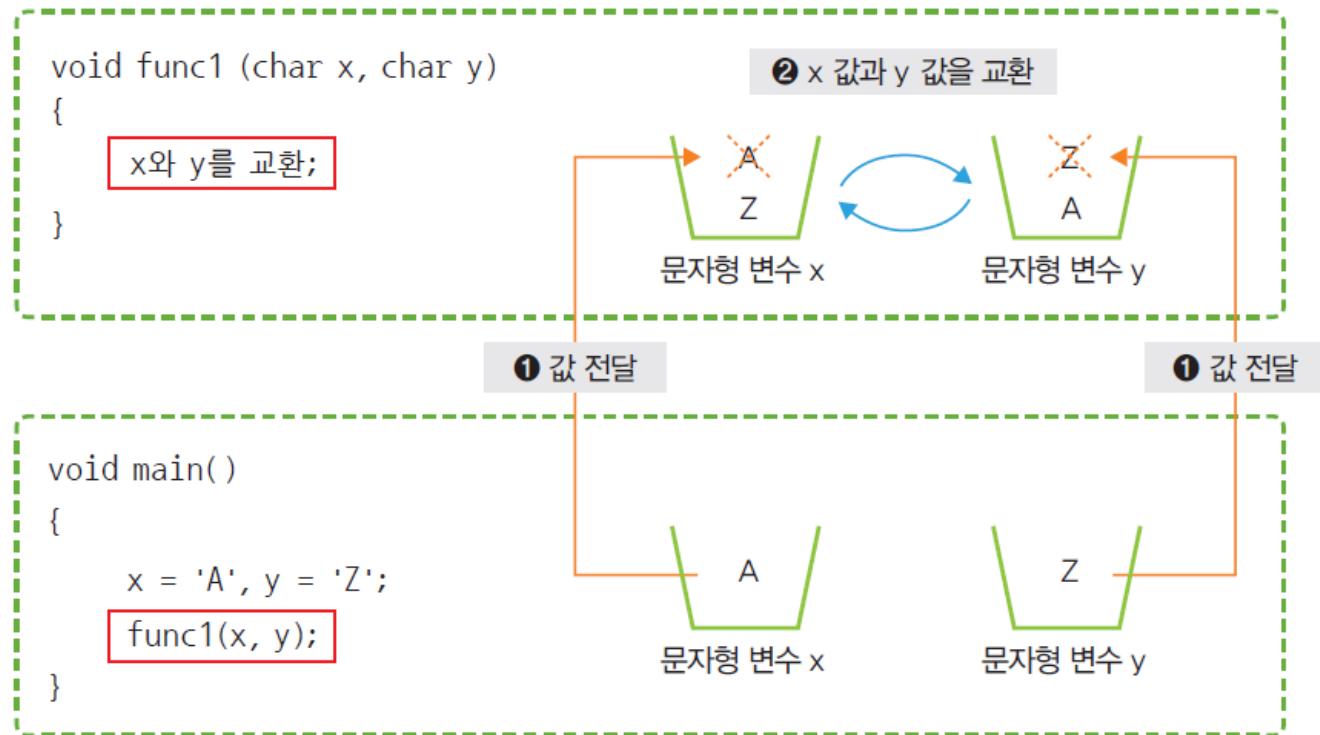 void func1 (char x, char y)
{
x와 y를 교환;
}
❷ x 값과 y 값을 교환
A
Z
Z
A
문자형 변수 x
문자형 변수 y
❶ 값 전달
❶ 값 전달
void main()
{
x = 'A', y = 'Z';
func1(x, y);
}
A
Z
문자형 변수 x
문자형 변수 y